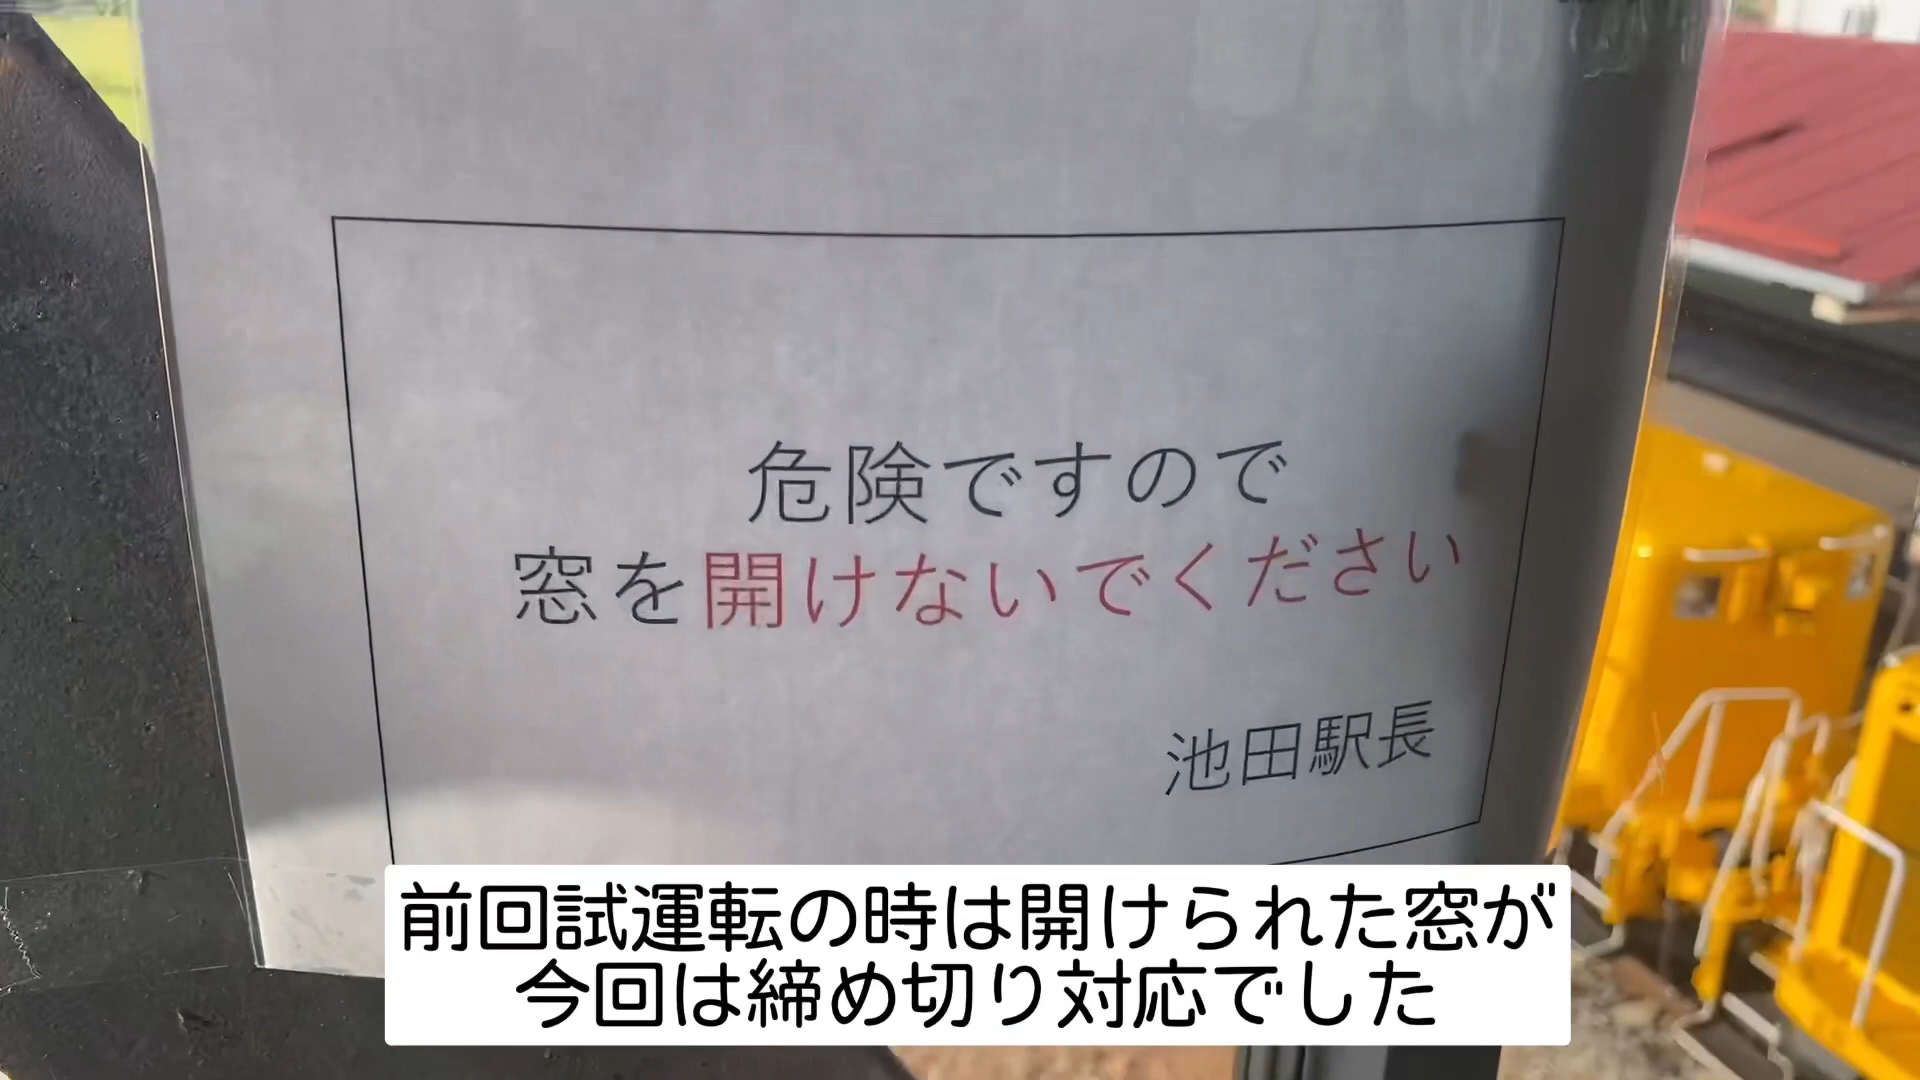 危険ですので
窓を開けないでください
池田駅長
前回試運転の時は開けられた窓が
今回は締め切り対応でした